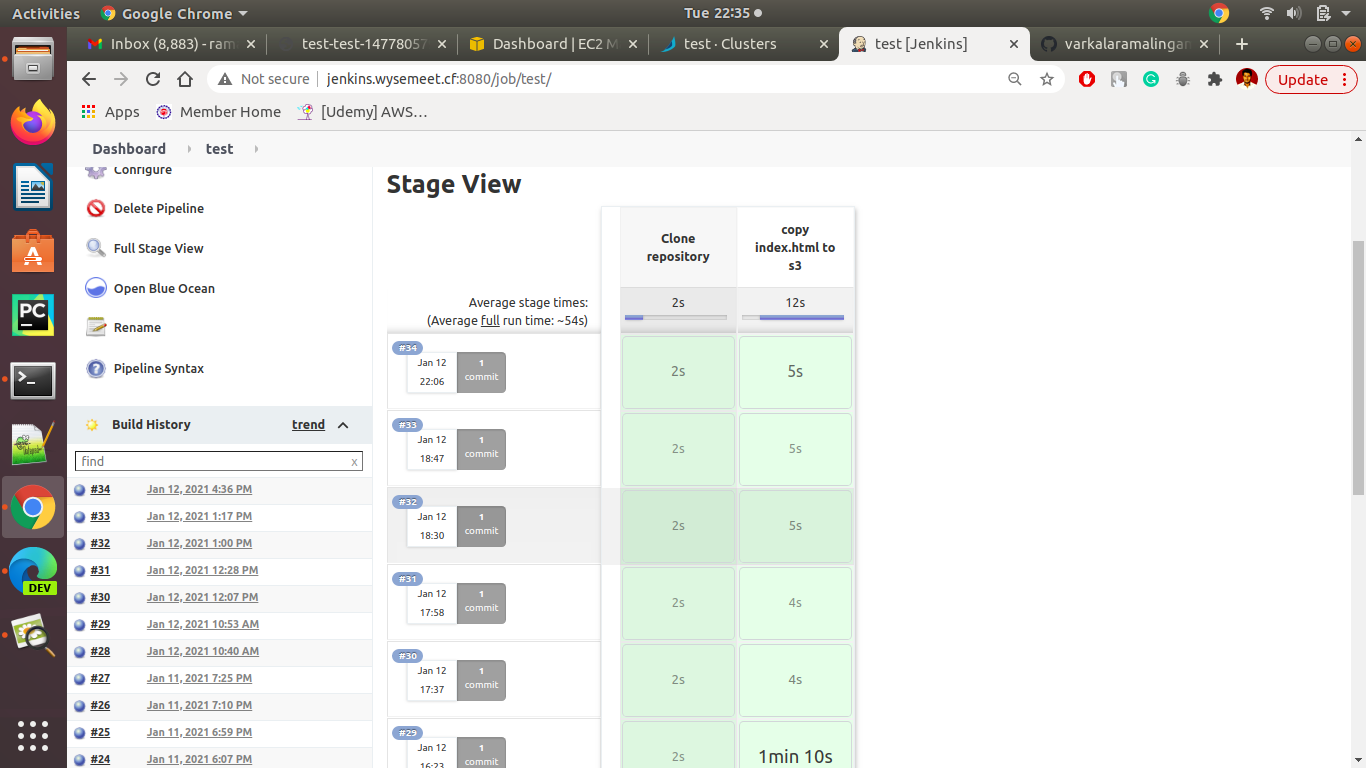 Activities Google Chrome Tue 22:35
Inbox (8,883) - ram test-test-14778057 Dashboard | EC2 M test · Clusters test [Jenkins] varkalaramalingam
Not secure jenkins.wysemeet.cf:8080/job/test/ Update
Apps Member Home [Udemy] AWS…
Dashboard test
Configure
Delete Pipeline
Full Stage View
Open Blue Ocean
Rename
Pipeline Syntax
Build History trend
find x
#34 Jan 12, 2021 4:36 PM
#33 Jan 12, 2021 1:17 PM
#32 Jan 12, 2021 1:00 PM
#31 Jan 12, 2021 12:28 PM
#30 Jan 12, 2021 12:07 PM
#29 Jan 12, 2021 10:53 AM
#28 Jan 12, 2021 10:40 AM
#27 Jan 11, 2021 7:25 PM
#26 Jan 11, 2021 7:10 PM
#25 Jan 11, 2021 6:59 PM
#24 Jan 11, 2021 6:07 PM
Stage View
Clone
repository
copy
index.html to
s3
Average stage times:
(Average full run time: ~54s)
2s 12s
#34
Jan 12
22:06
1
commit
2s 5s
#33
Jan 12
18:47
1
commit
2s 5s
#32
Jan 12
18:30
1
commit
2s 5s
#31
Jan 12
17:58
1
commit
2s 4s
#30
Jan 12
17:37
1
commit
2s 4s
#29
Jan 12
16:23
1
commit
2s 1min 10s
PC
DEV